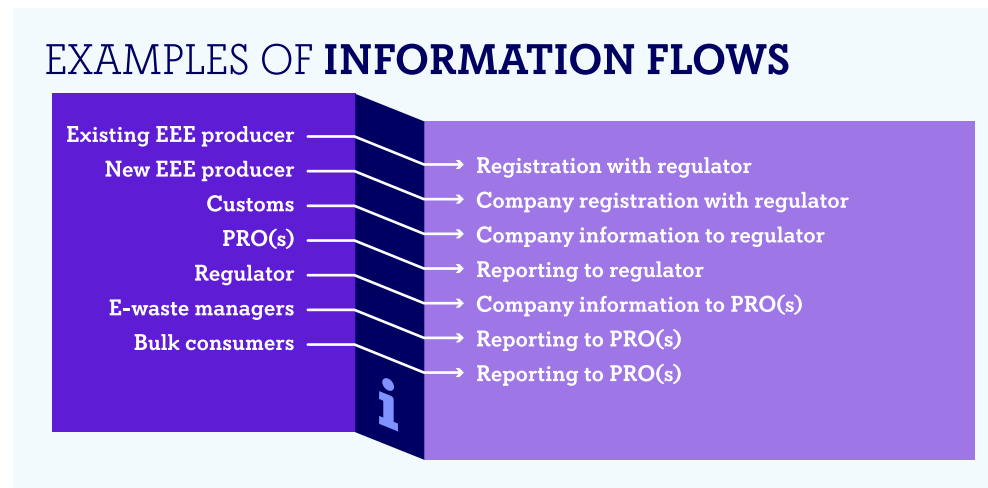 EXAMPLES OF INFORMATION FLOWS
Existing EEE producer
Registration with regulator
New EEE producer
Company registration with regulator
Customs
Company information to regulator
PRO(s)
Reporting to regulator
Regulator
Company information to PRO(s)
E-waste managers
Reporting to PRO(s)
Bulk consumers
Reporting to PRO(s)
i